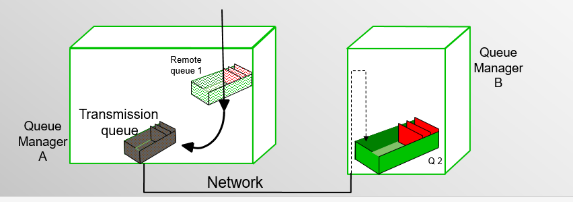 Remote
queue 1
Queue
Manager
B
Transmission
queue
Queue
Manager
A
Q 2
Network